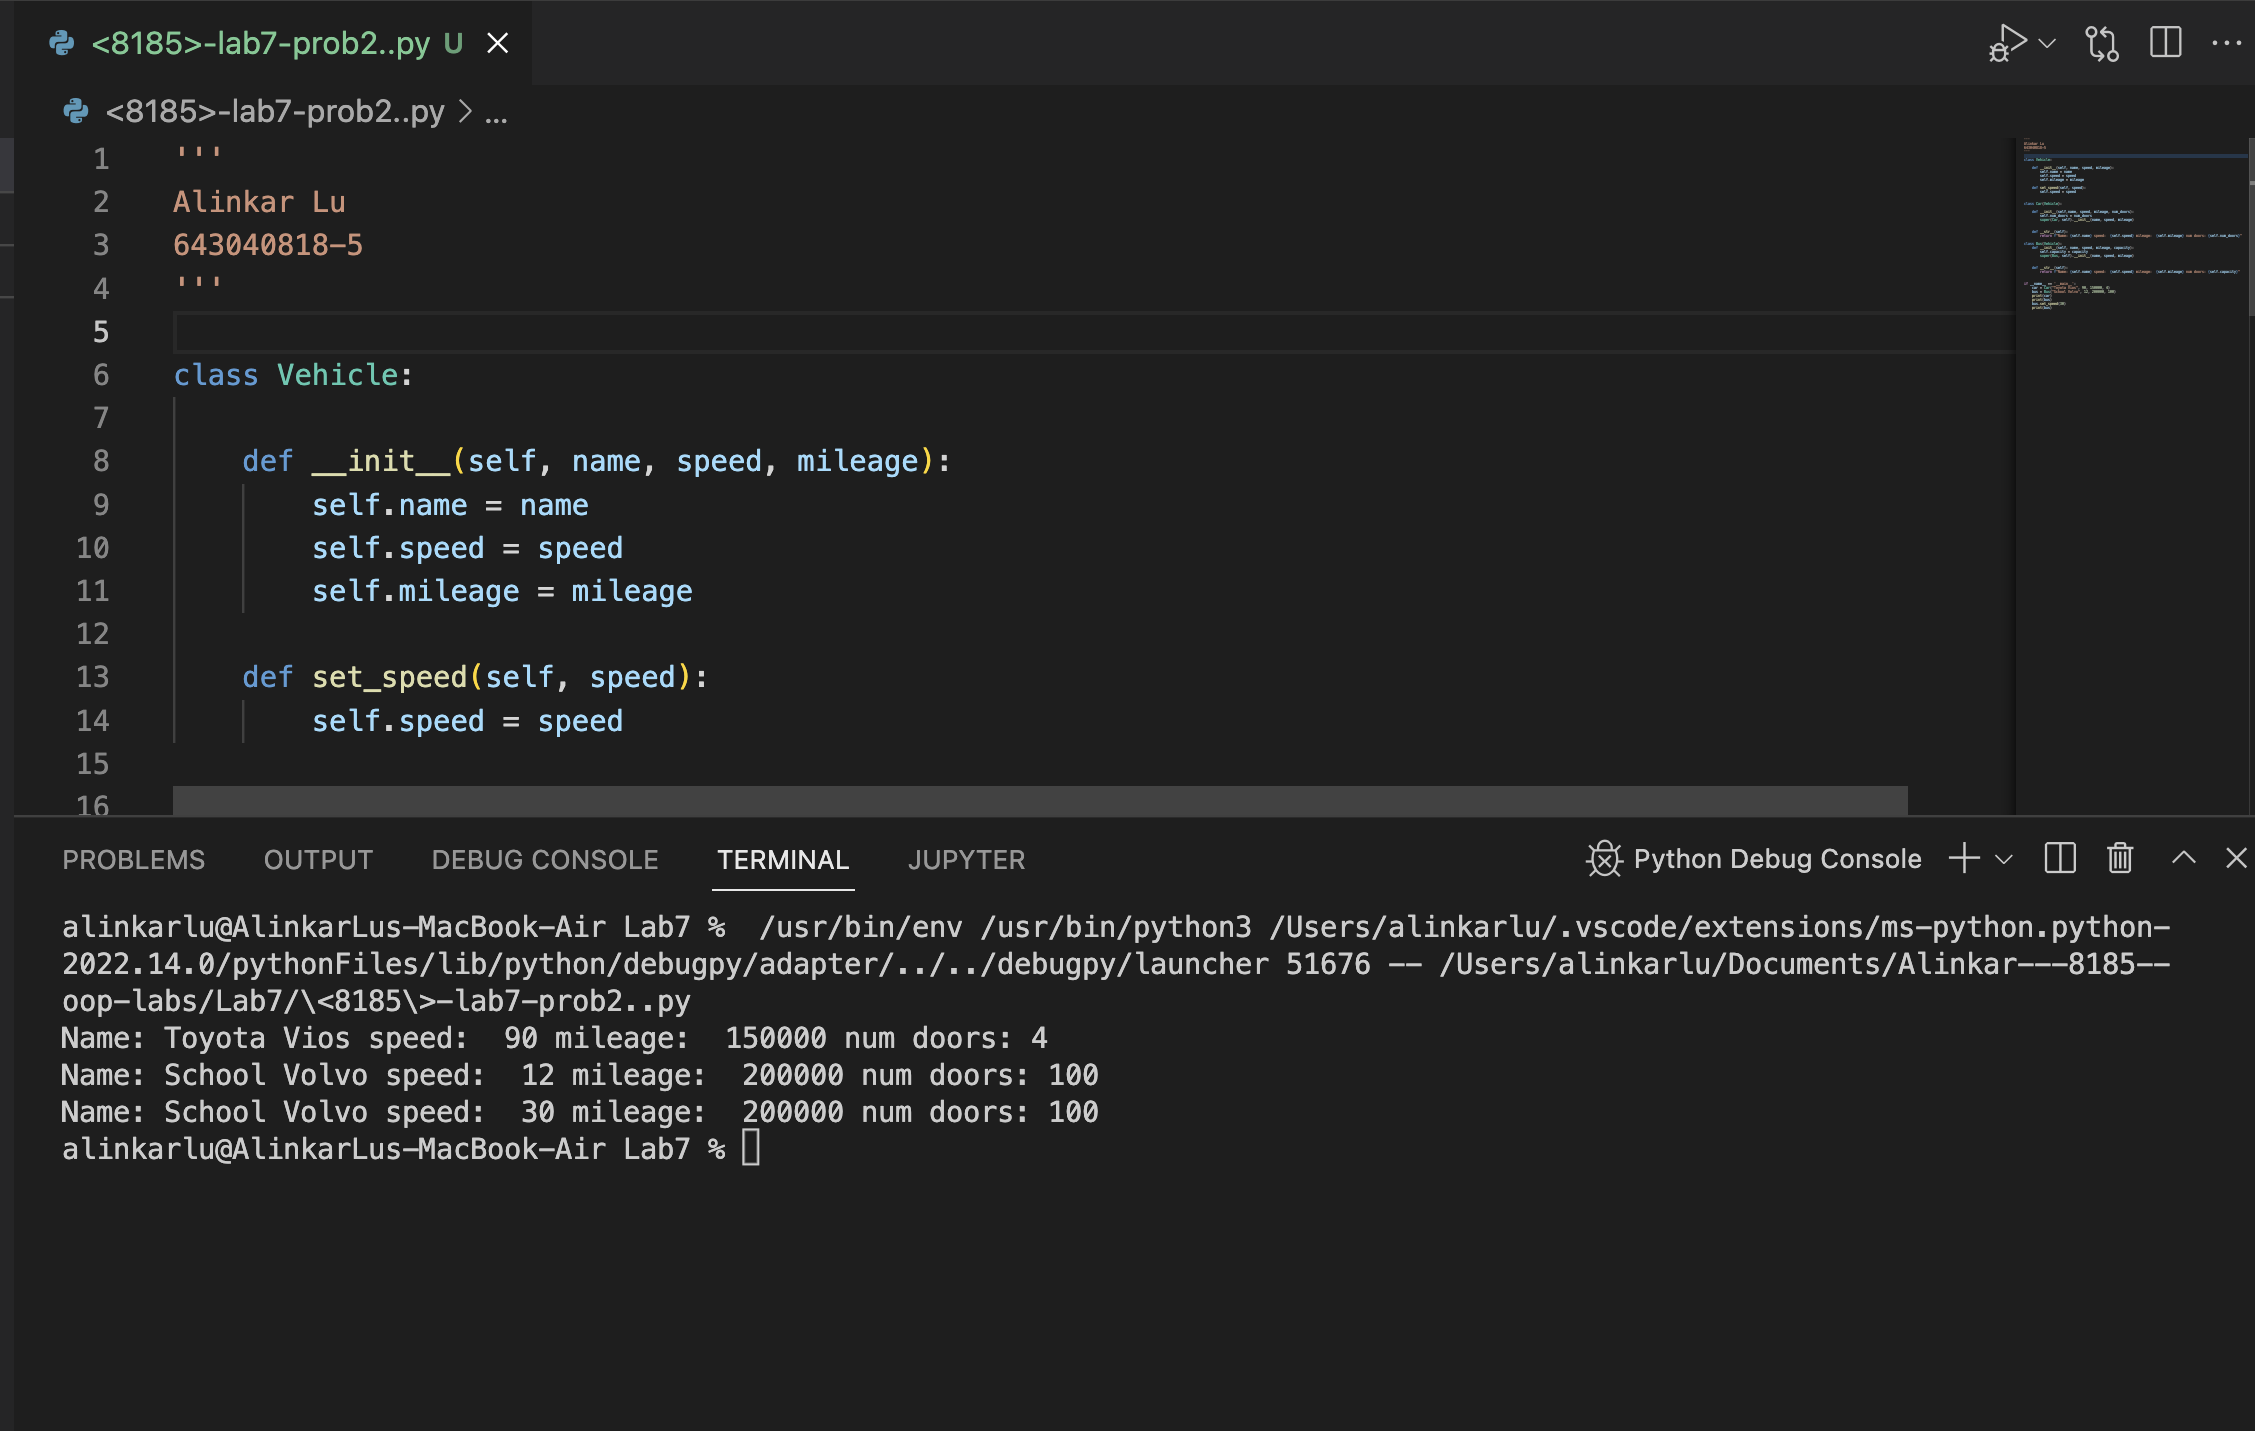 <8185>-lab7-prob2..py U
<8185>-lab7-prob2..py > ...
1 '''
2 Alinkar Lu
3 643040818-5
4 '''
5
6 class Vehicle:
7
8 def __init__(self, name, speed, mileage):
9 self.name = name
10 self.speed = speed
11 self.mileage = mileage
12
13 def set_speed(self, speed):
14 self.speed = speed
15
16
PROBLEMS OUTPUT DEBUG CONSOLE TERMINAL JUPYTER Python Debug Console
alinkarlu@AlinkarLus-MacBook-Air Lab7 %  /usr/bin/env /usr/bin/python3 /Users/alinkarlu/.vscode/extensions/ms-python.python-
2022.14.0/pythonFiles/lib/python/debugpy/adapter/../../debugpy/launcher 51676 -- /Users/alinkarlu/Documents/Alinkar---8185--
oop-labs/Lab7/\<8185\>-lab7-prob2..py
Name: Toyota Vios speed:  90 mileage:  150000 num doors: 4
Name: School Volvo speed:  12 mileage:  200000 num doors: 100
Name: School Volvo speed:  30 mileage:  200000 num doors: 100
alinkarlu@AlinkarLus-MacBook-Air Lab7 %